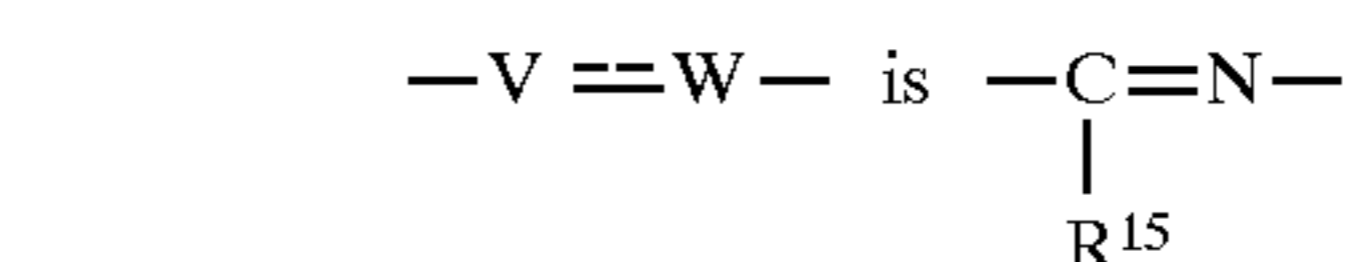 —V==W— is —C=N—
R15